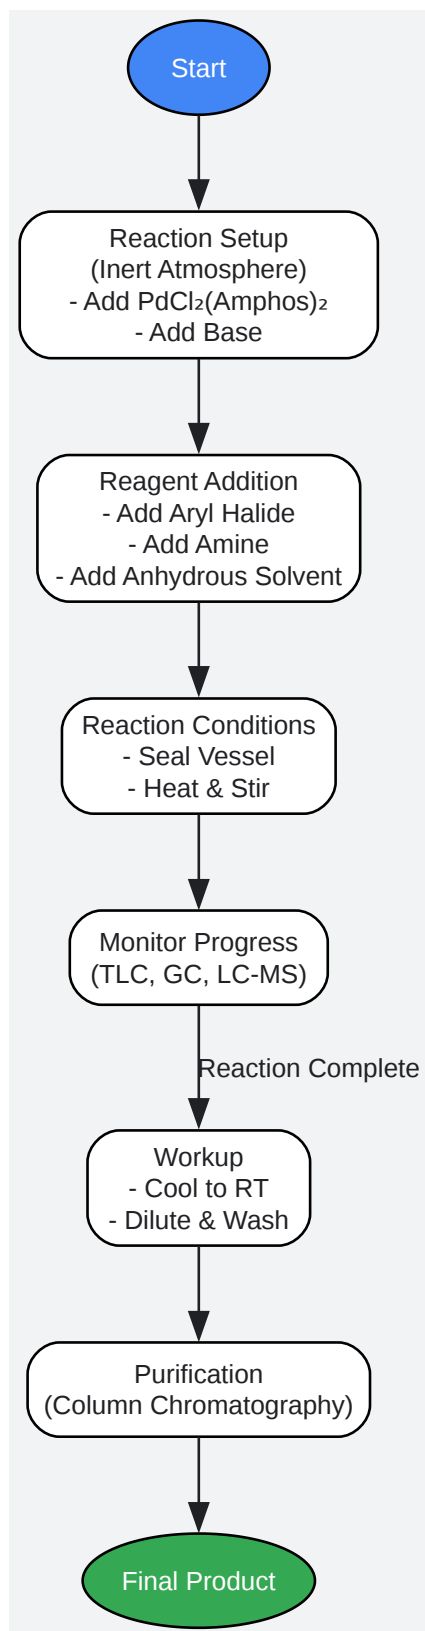 Start
Reaction Setup
(Inert Atmosphere)
- Add PdCl₂(Amphos)₂
- Add Base
Reagent Addition
- Add Aryl Halide
- Add Amine
- Add Anhydrous Solvent
Reaction Conditions
- Seal Vessel
- Heat & Stir
Monitor Progress
(TLC, GC, LC-MS)
Reaction Complete
Workup
- Cool to RT
- Dilute & Wash
Purification
(Column Chromatography)
Final Product